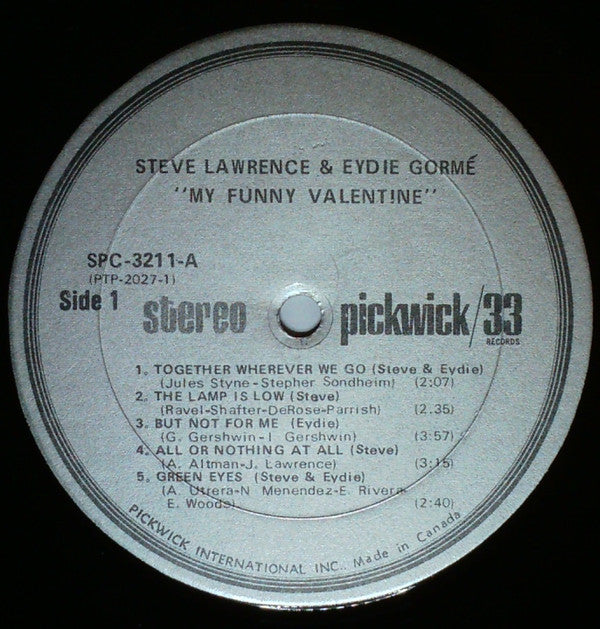 STEVE LAWRENCE & EYDIE GORMÉ
"MY FUNNY VALENT!NE"
SPC-3211-A
(PTP-2027-1)
Side 1 stereo pickwick/33
RECORDS
1. TOGETHER WHEREVER WE GO (Steve & Eydie)
(Jules Styne-Stepher Sondheim) (2:07)
2. THE LAMP IS LOW (Steve)
(Ravel-Shafter-DeRose-Parrish) (2.35)
3. BUT NOT FOR ME (Eydie)
(G. Gershwin-I. Gershwin) (3:57)
4. ALL OR NOTHING AT ALL (Steve)
(A. Altman-J. Lawrence) (3:15)
5. GREEN EYES (Steve & Eydie)
(A. Utrera-N Menendez-E. Rivera
E. Woods) (2:40)
PICKWICK INTERNATIONAL INC. Made in Canada